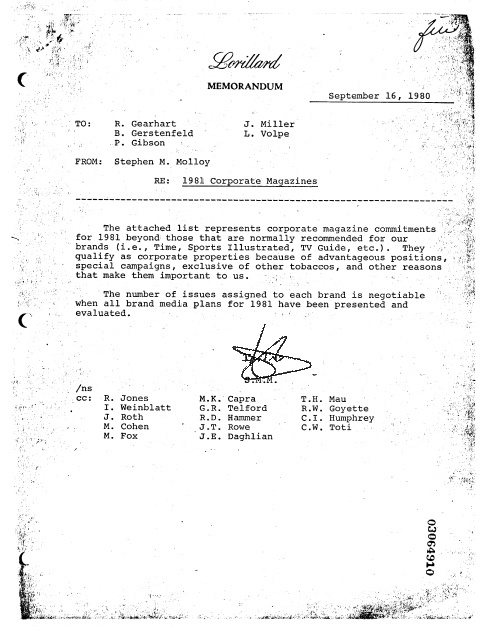 Lorillard
MEMORANDUM
September 16, 1980
TO: R. Gearhart J. Miller
B. Gerstenfeld L. Volpe
P. Gibson
FROM: Stephen M. Molloy
RE: 1981 Corporate Magazines
The attached list represents corporate magazine commitments
for 1981 beyond those that are normally recommended for our
brands (i.e., Time, Sports Illustrated, TV Guide, etc.). They
qualify as corporate properties because of advantageous positions,
special campaigns, exclusive of other tobaccos, and other reasons
that make them important to us.
The number of issues assigned to each brand is negotiable
when all brand media plans for 1981 have been presented and
evaluated.
S.M.M.
/ns
cc: R. Jones M.K. Capra T.H. Mau
I. Weinblatt G.R. Telford R.W. Goyette
J. Roth R.D. Hammer C.I. Humphrey
M. Cohen J.T. Rowe C.W. Toti
M. Fox J.E. Daghlian
03064910